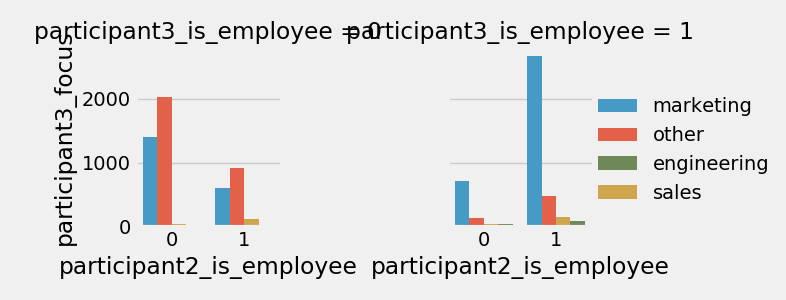 participant3_is_employee = 0
participant3_is_employee = 1
participant3_focus
2000
1000
0
0
1
0
1
participant2_is_employee
participant2_is_employee
marketing
other
engineering
sales